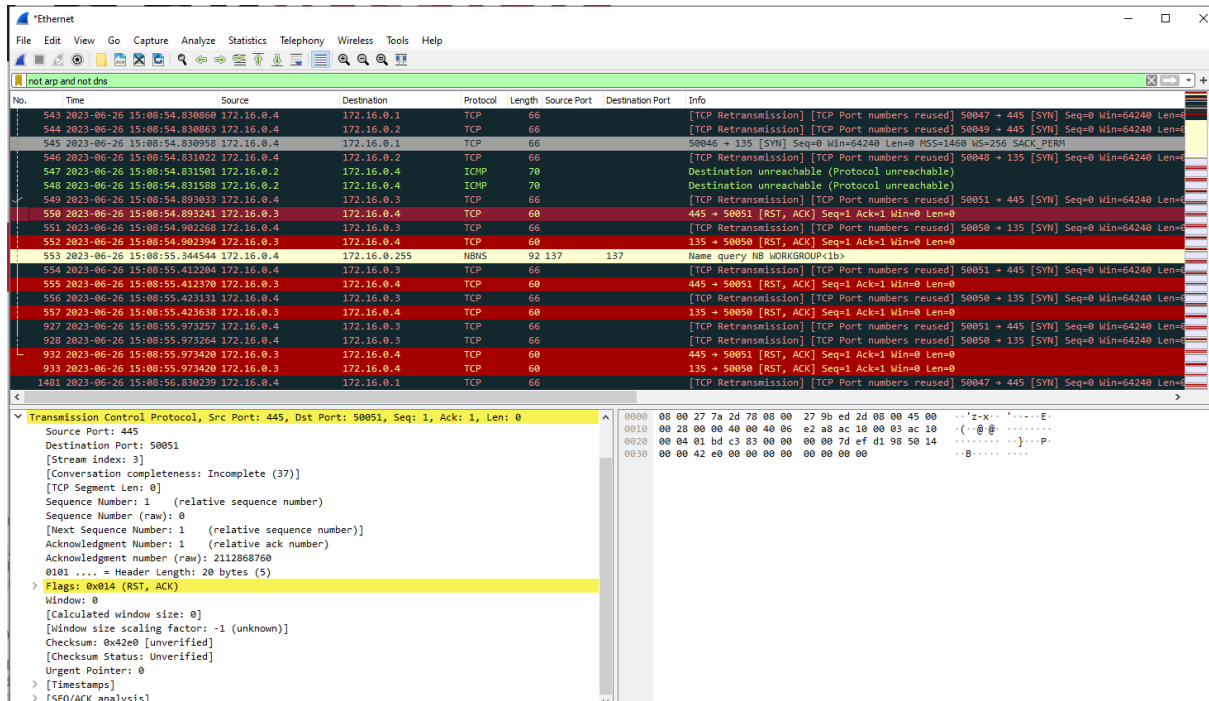 *Ethernet
File Edit View Go Capture Analyze Statistics Telephony Wireless Tools Help
not arp and not dns
No. Time Source Destination Protocol Length Source Port Destination Port Info
543 2023-06-26 15:08:54.830860 172.16.0.4 172.16.0.1 TCP 66 [TCP Retransmission] [TCP Port numbers reused] 50047 → 445 [SYN] Seq=0 Win=64240 Len=0
544 2023-06-26 15:08:54.830863 172.16.0.4 172.16.0.2 TCP 66 [TCP Retransmission] [TCP Port numbers reused] 50049 → 445 [SYN] Seq=0 Win=64240 Len=0
545 2023-06-26 15:08:54.830958 172.16.0.4 172.16.0.1 TCP 66 50046 → 135 [SYN] Seq=0 Win=64240 Len=0 MSS=1460 WS=256 SACK_PERM
546 2023-06-26 15:08:54.831022 172.16.0.4 172.16.0.2 TCP 66 [TCP Retransmission] [TCP Port numbers reused] 50048 → 135 [SYN] Seq=0 Win=64240 Len=0
547 2023-06-26 15:08:54.831501 172.16.0.2 172.16.0.4 ICMP 70 Destination unreachable (Protocol unreachable)
548 2023-06-26 15:08:54.831588 172.16.0.2 172.16.0.4 ICMP 70 Destination unreachable (Protocol unreachable)
549 2023-06-26 15:08:54.893033 172.16.0.4 172.16.0.3 TCP 66 [TCP Retransmission] [TCP Port numbers reused] 50051 → 445 [SYN] Seq=0 Win=64240 Len=0
550 2023-06-26 15:08:54.893241 172.16.0.3 172.16.0.4 TCP 60 445 → 50051 [RST, ACK] Seq=1 Ack=1 Win=0 Len=0
551 2023-06-26 15:08:54.902268 172.16.0.4 172.16.0.3 TCP 66 [TCP Retransmission] [TCP Port numbers reused] 50050 → 135 [SYN] Seq=0 Win=64240 Len=0
552 2023-06-26 15:08:54.902394 172.16.0.3 172.16.0.4 TCP 60 135 → 50050 [RST, ACK] Seq=1 Ack=1 Win=0 Len=0
553 2023-06-26 15:08:55.344544 172.16.0.4 172.16.0.255 NBNS 92 137 137 Name query NB WORKGROUP<1b>
554 2023-06-26 15:08:55.412204 172.16.0.4 172.16.0.3 TCP 66 [TCP Retransmission] [TCP Port numbers reused] 50051 → 445 [SYN] Seq=0 Win=64240 Len=0
555 2023-06-26 15:08:55.412370 172.16.0.3 172.16.0.4 TCP 60 445 → 50051 [RST, ACK] Seq=1 Ack=1 Win=0 Len=0
556 2023-06-26 15:08:55.423131 172.16.0.4 172.16.0.3 TCP 66 [TCP Retransmission] [TCP Port numbers reused] 50050 → 135 [SYN] Seq=0 Win=64240 Len=0
557 2023-06-26 15:08:55.423638 172.16.0.3 172.16.0.4 TCP 60 135 → 50050 [RST, ACK] Seq=1 Ack=1 Win=0 Len=0
927 2023-06-26 15:08:55.973257 172.16.0.4 172.16.0.3 TCP 66 [TCP Retransmission] [TCP Port numbers reused] 50051 → 445 [SYN] Seq=0 Win=64240 Len=0
928 2023-06-26 15:08:55.973264 172.16.0.4 172.16.0.3 TCP 66 [TCP Retransmission] [TCP Port numbers reused] 50050 → 135 [SYN] Seq=0 Win=64240 Len=0
932 2023-06-26 15:08:55.973420 172.16.0.3 172.16.0.4 TCP 60 445 → 50051 [RST, ACK] Seq=1 Ack=1 Win=0 Len=0
933 2023-06-26 15:08:55.973420 172.16.0.3 172.16.0.4 TCP 60 135 → 50050 [RST, ACK] Seq=1 Ack=1 Win=0 Len=0
1481 2023-06-26 15:08:56.830239 172.16.0.4 172.16.0.1 TCP 66 [TCP Retransmission] [TCP Port numbers reused] 50047 → 445 [SYN] Seq=0 Win=64240 Len=0
Transmission Control Protocol, Src Port: 445, Dst Port: 50051, Seq: 1, Ack: 1, Len: 0
Source Port: 445
Destination Port: 50051
[Stream index: 3]
[Conversation completeness: Incomplete (37)]
[TCP Segment Len: 0]
Sequence Number: 1 (relative sequence number)
Sequence Number (raw): 0
[Next Sequence Number: 1 (relative sequence number)]
Acknowledgment Number: 1 (relative ack number)
Acknowledgment number (raw): 2112868760
0101 .... = Header Length: 20 bytes (5)
Flags: 0x014 (RST, ACK)
Window: 0
[Calculated window size: 0]
[Window size scaling factor: -1 (unknown)]
Checksum: 0x42e0 [unverified]
[Checksum Status: Unverified]
Urgent Pointer: 0
[Timestamps]
[SEQ/ACK analysis]
0000 08 00 27 7a 2d 78 08 00 27 9b ed 2d 08 00 45 00 ··'z-x·· '··-··E·
0010 00 28 00 00 40 00 40 06 e2 a8 ac 10 00 03 ac 10 ·(··@·@· ········
0020 00 04 01 bd c3 83 00 00 00 00 7d ef d1 98 50 14 ········ ··}···P·
0030 00 00 42 e0 00 00 00 00 00 00 00 00 ··B····· ····